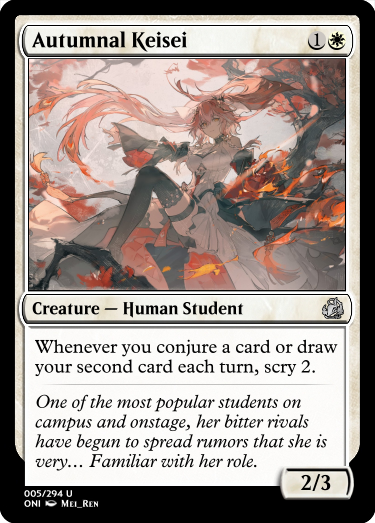 Autumnal Keisei
1
Creature — Human Student
Whenever you conjure a card or draw
your second card each turn, scry 2.
One of the most popular students on
campus and onstage, her bitter rivals
have begun to spread rumors that she is
very… Familiar with her role.
2/3
005/294 U
ONI Mei_Ren